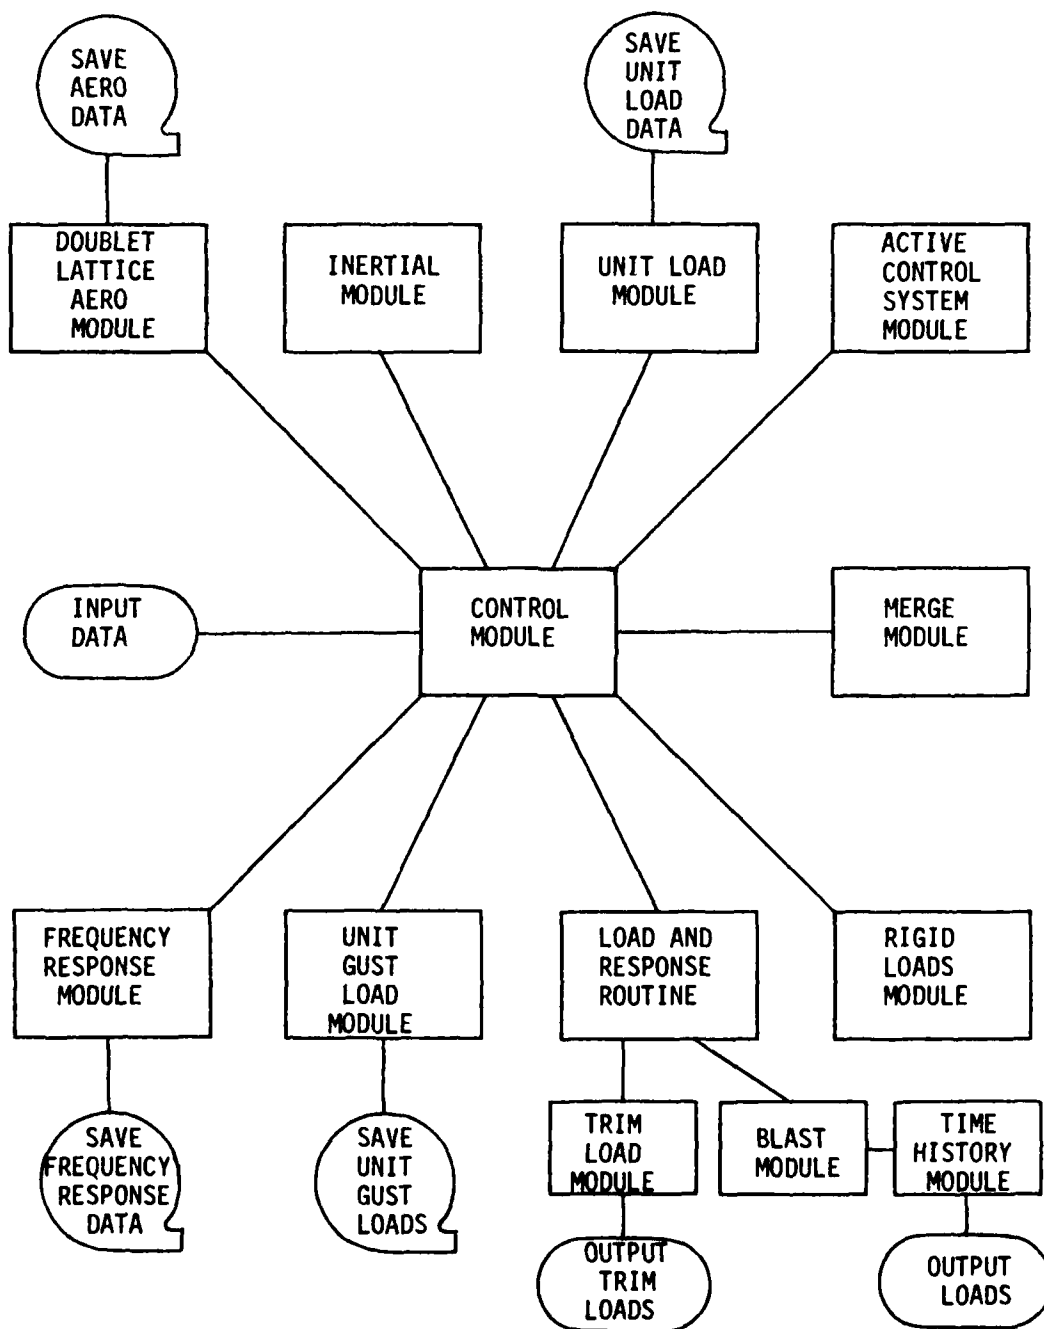 SAVE
AERO
DATA
SAVE
UNIT
LOAD
DATA
DOUBLET
LATTICE
AERO
MODULE
INERTIAL
MODULE
UNIT LOAD
MODULE
ACTIVE
CONTROL
SYSTEM
MODULE
INPUT
DATA
CONTROL
MODULE
MERGE
MODULE
FREQUENCY
RESPONSE
MODULE
UNIT
GUST
LOAD
MODULE
LOAD AND
RESPONSE
ROUTINE
RIGID
LOADS
MODULE
SAVE
FREQUENCY
RESPONSE
DATA
SAVE
UNIT
GUST
LOADS
TRIM
LOAD
MODULE
BLAST
MODULE
TIME
HISTORY
MODULE
OUTPUT
TRIM
LOADS
OUTPUT
LOADS